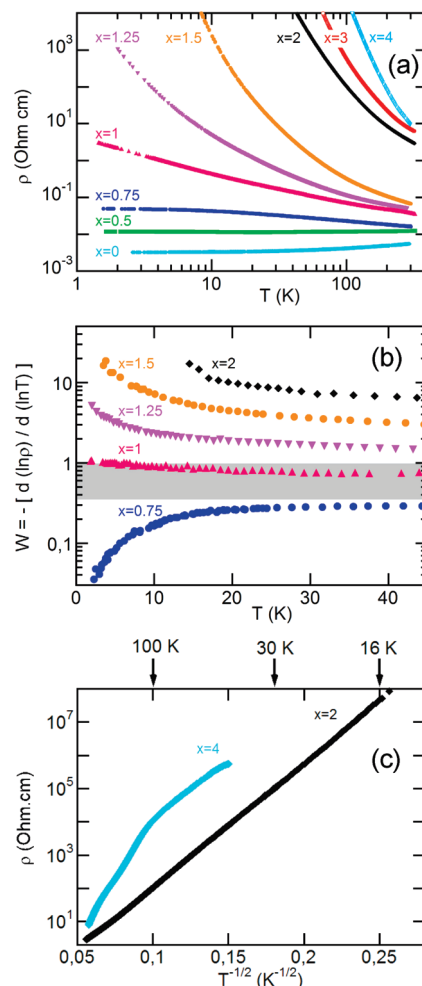 10³
x=1.25
x=1.5
x=2
x=3
x=4
(a)
10¹
x=1
10⁻¹
x=0.75
x=0.5
x=0
10⁻³
ρ (Ohm cm)
1
10
100
T (K)
x=2
(b)
x=1.5
10
x=1.25
x=1
1
x=0.75
0,1
W = - [ d (lnρ) / d (lnT) ]
0
10
20
30
40
T (K)
100 K
30 K
16 K
10⁷
x=2
x=4
(c)
10⁵
10³
10¹
ρ (Ohm.cm)
0,05
0,1
0,15
0,2
0,25
T⁻¹/² (K⁻¹/²)